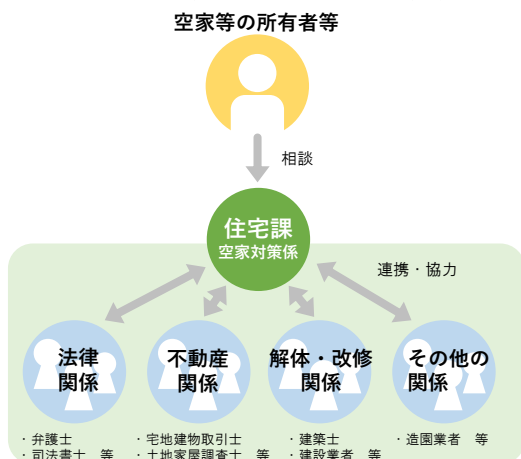 空家等の所有者等
相談
住宅課
空家対策係
連携・協力
法律
関係
不動産
関係
解体・改修
関係
その他の
関係
・弁護士
・司法書士　等
・宅地建物取引士
・土地家屋調査士　等
・建築士
・建設業者　等
・造園業者　等